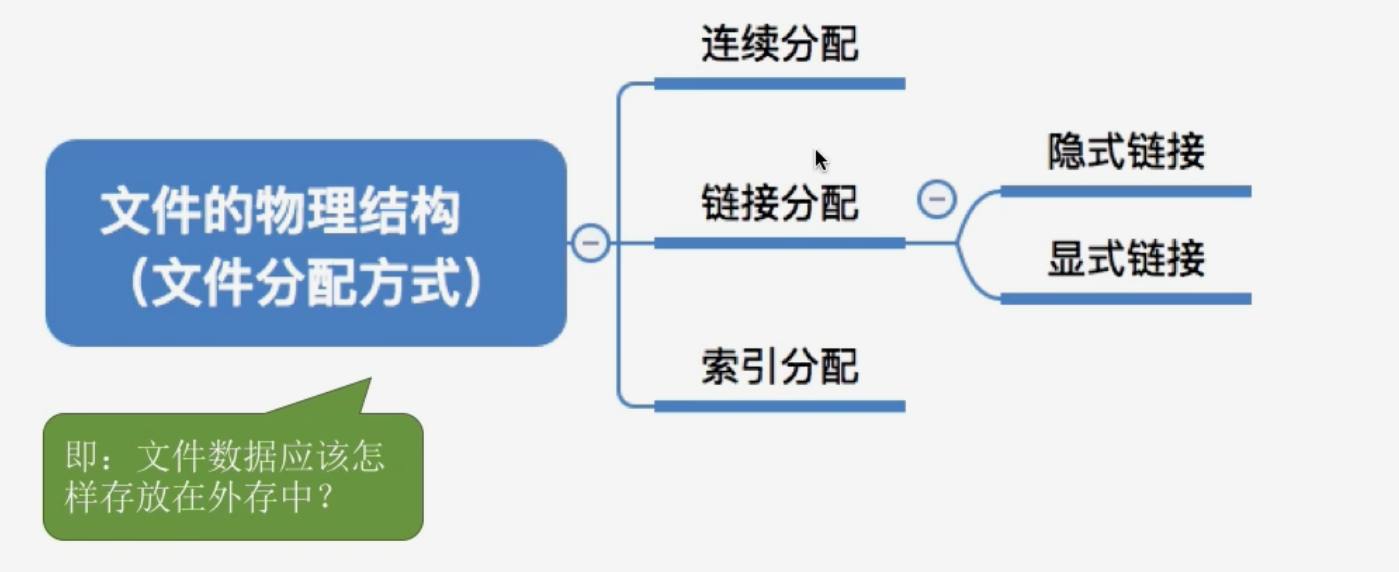 文件的物理结构
（文件分配方式）
连续分配
链接分配
隐式链接
显式链接
索引分配
即：文件数据应该怎
样存放在外存中？